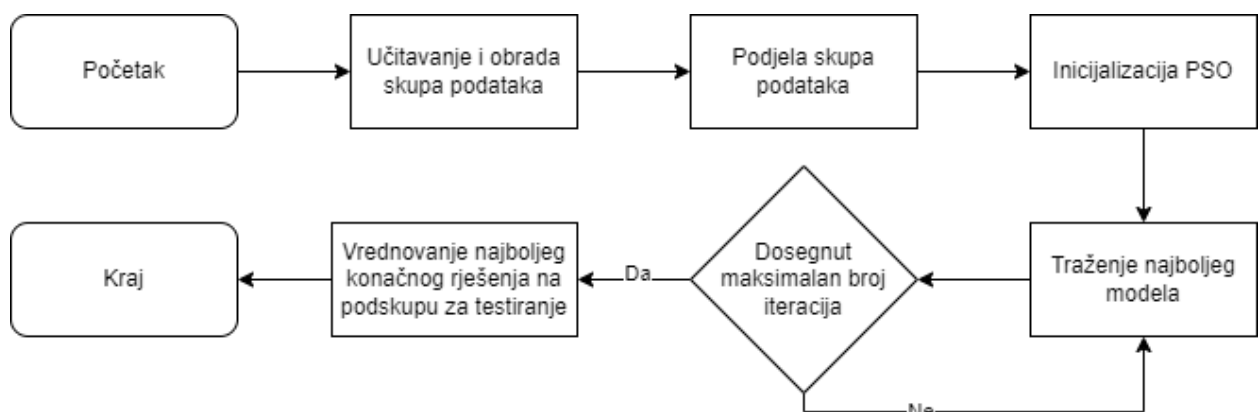 Početak
Učitavanje i obrada
skupa podataka
Podjela skupa
podataka
Inicijalizacija PSO
Traženje najboljeg
modela
Dosegnut
maksimalan broj
iteracija
Da
Vrednovanje najboljeg
konačnog rješenja na
podskupu za testiranje
Kraj
Ne